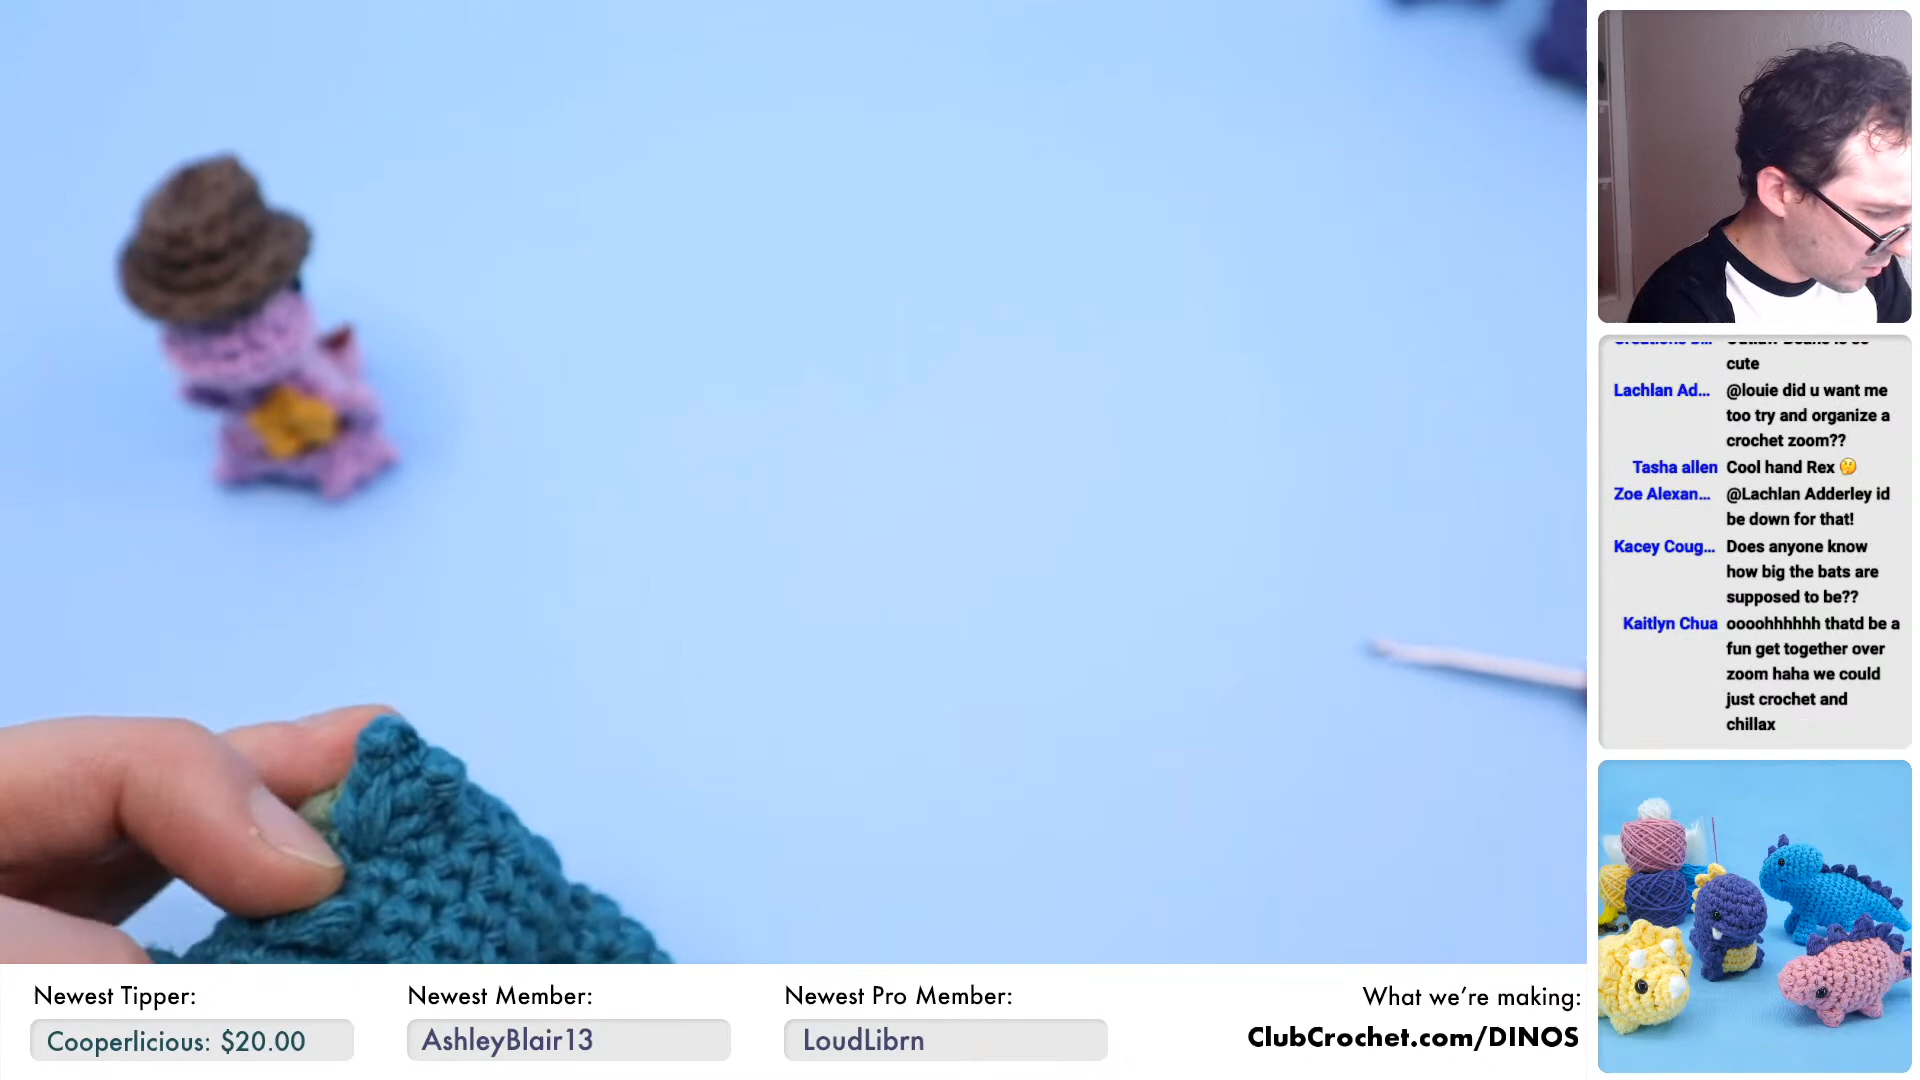 cute
Lachlan Ad... @louie did u want me
too try and organize a
crochet zoom??
Tasha allen Cool hand Rex 🤔
Zoe Alexan... @Lachlan Adderley id
be down for that!
Kacey Coug... Does anyone know
how big the bats are
supposed to be??
Kaitlyn Chua oooohhhhhh thatd be a
fun get together over
zoom haha we could
just crochet and
chillax
Newest Tipper:
Cooperlicious: $20.00
Newest Member:
AshleyBlair13
Newest Pro Member:
LoudLibrn
What we're making:
ClubCrochet.com/DINOS